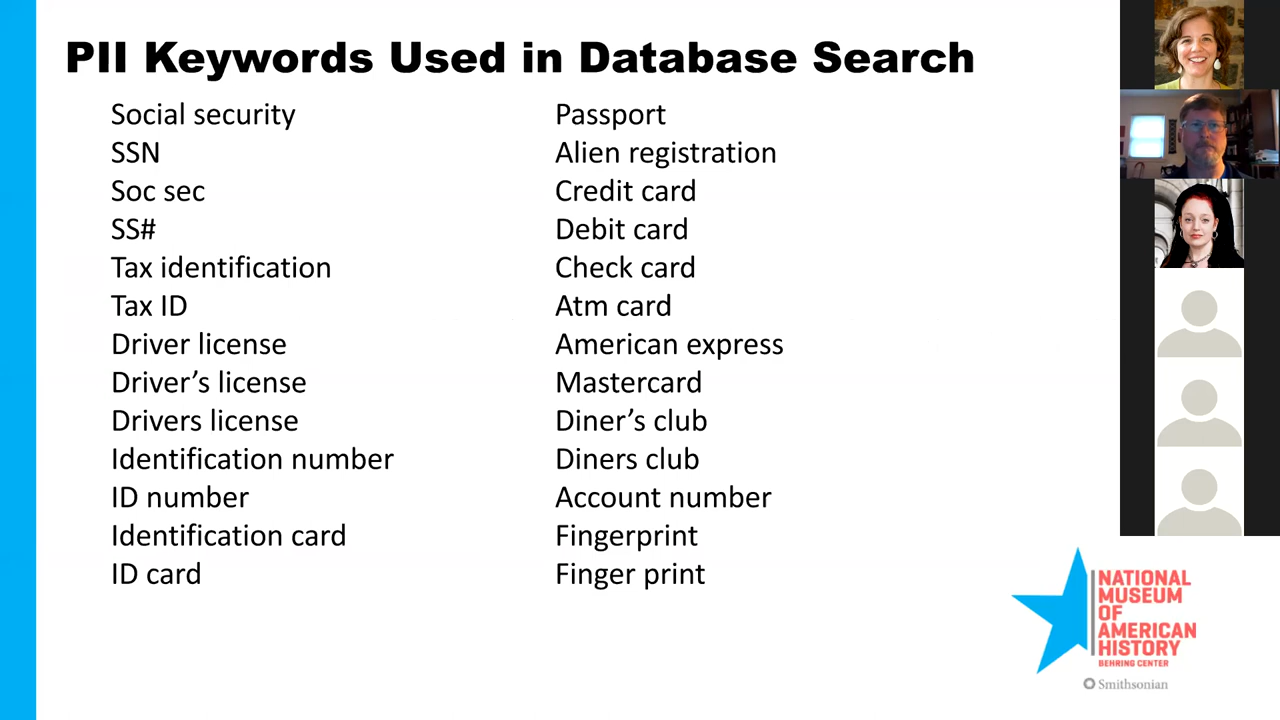 PII Keywords Used in Database Search
Social security
SSN
Soc sec
SS#
Tax identification
Tax ID
Driver license
Driver’s license
Drivers license
Identification number
ID number
Identification card
ID card
Passport
Alien registration
Credit card
Debit card
Check card
Atm card
American express
Mastercard
Diner’s club
Diners club
Account number
Fingerprint
Finger print
NATIONAL
MUSEUM
OF
AMERICAN
HISTORY
BEHRING CENTER
Smithsonian